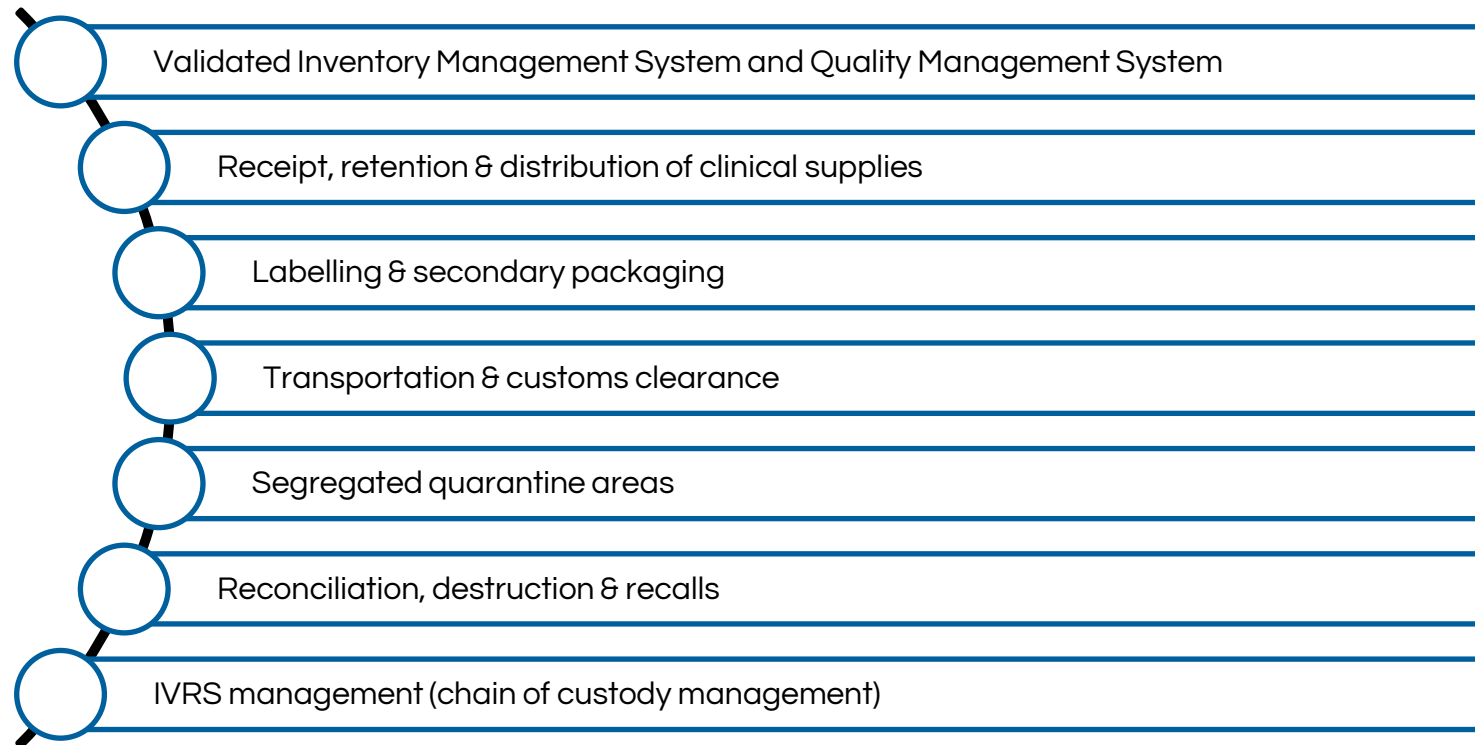 Validated Inventory Management System and Quality Management System
Receipt, retention & distribution of clinical supplies
Labelling & secondary packaging
Transportation & customs clearance
Segregated quarantine areas
Reconciliation, destruction & recalls
IVRS management (chain of custody management)